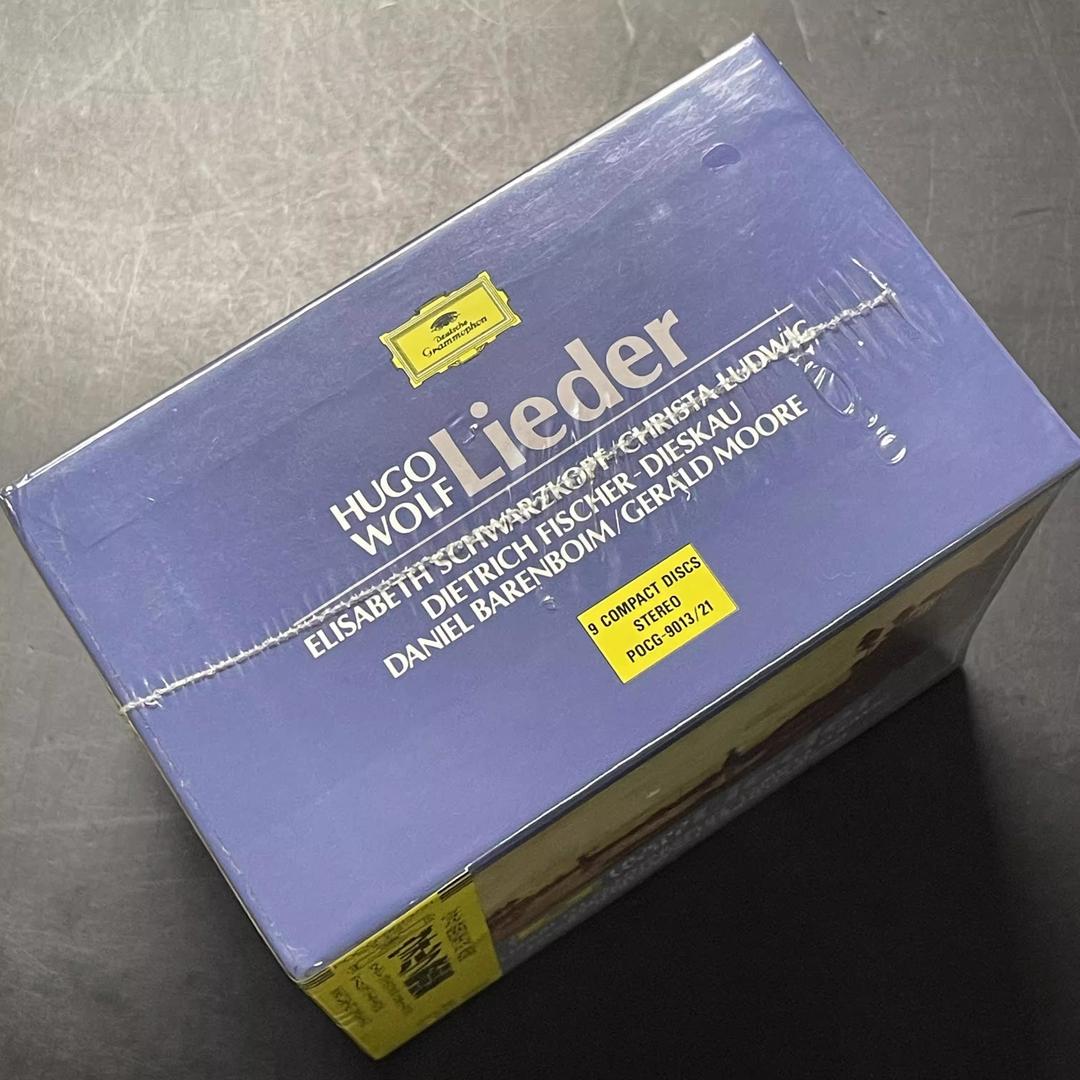 Deutsche
Grammophon
HUGO
WOLF
Lieder
ELISABETH SCHWARZKOPF/CHRISTA LUDWIG,
DIETRICH FISCHER-DIESKAU
DANIEL BARENBOIM/GERALD MOORE
9 COMPACT DISCS
STEREO
POCG-9013/21